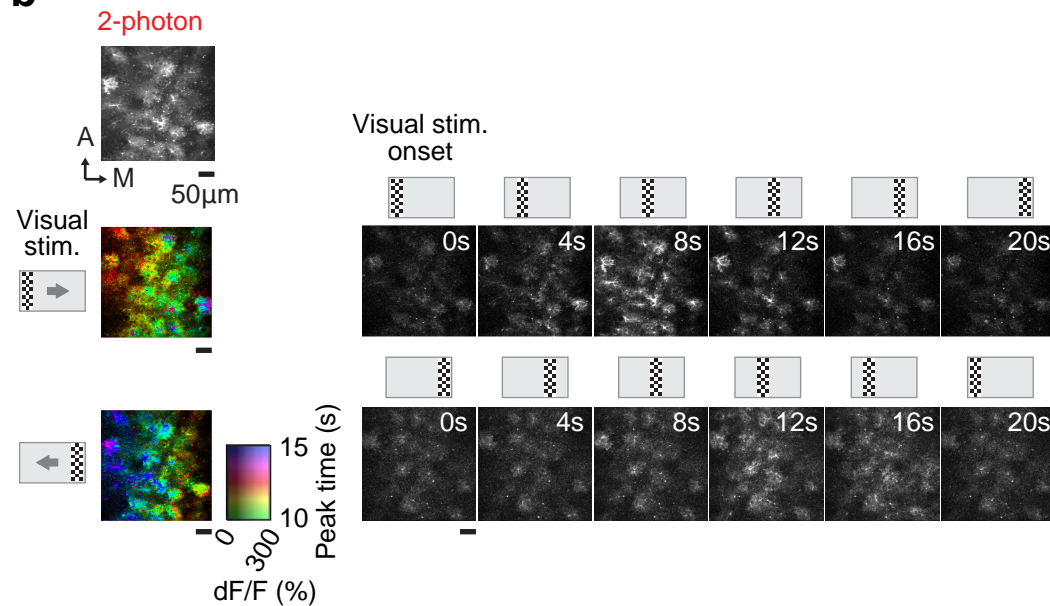 b
2-photon
A
M
50μm
Visual stim.
onset
Visual
stim.
0s 4s 8s 12s 16s 20s
0s 4s 8s 12s 16s 20s
15
10
Peak time (s)
0
300
dF/F (%)